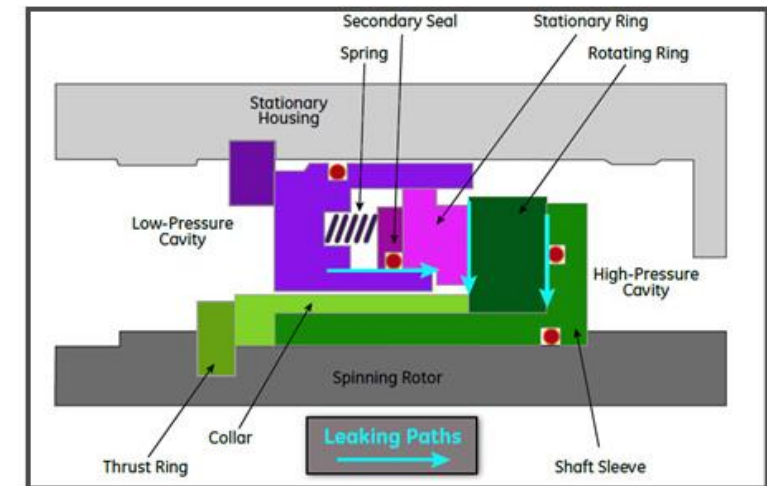 Secondary Seal
Stationary Ring
Spring
Rotating Ring
Stationary
Housing
Low-Pressure
Cavity
High-Pressure
Cavity
Spinning Rotor
Collar
Leaking Paths
Thrust Ring
Shaft Sleeve